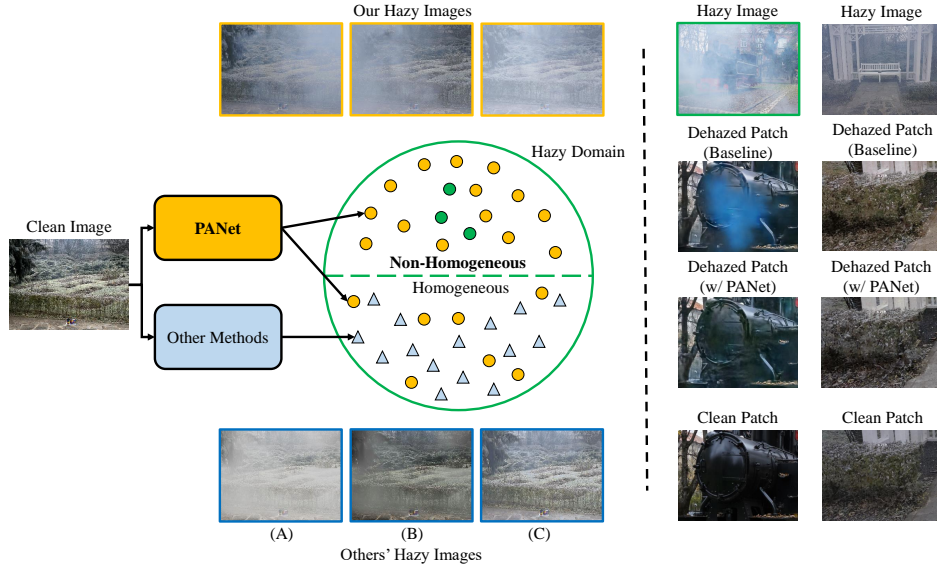 Our Hazy Images
Hazy Domain
Clean Image
PANet
Non-Homogeneous
Homogeneous
Other Methods
(A)
(B)
(C)
Others' Hazy Images
Hazy Image
Hazy Image
Dehazed Patch
(Baseline)
Dehazed Patch
(Baseline)
Dehazed Patch
(w/ PANet)
Dehazed Patch
(w/ PANet)
Clean Patch
Clean Patch